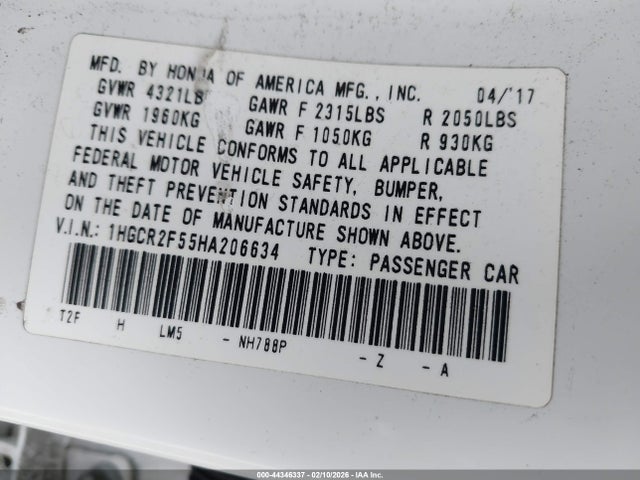 MFD. BY HONDA OF AMERICA MFG., INC. 04/'17
GVWR 4321LB GAWR F 2315LBS R 2050LBS
GVWR 1960KG GAWR F 1050KG R 930KG
THIS VEHICLE CONFORMS TO ALL APPLICABLE
FEDERAL MOTOR VEHICLE SAFETY, BUMPER,
AND THEFT PREVENTION STANDARDS IN EFFECT
ON THE DATE OF MANUFACTURE SHOWN ABOVE.
V.I.N.: 1HGCR2F55HA206634 TYPE: PASSENGER CAR
T2F H LM5 - NH788P - Z - A
000-44346337 - 02/10/2026 - IAA Inc.